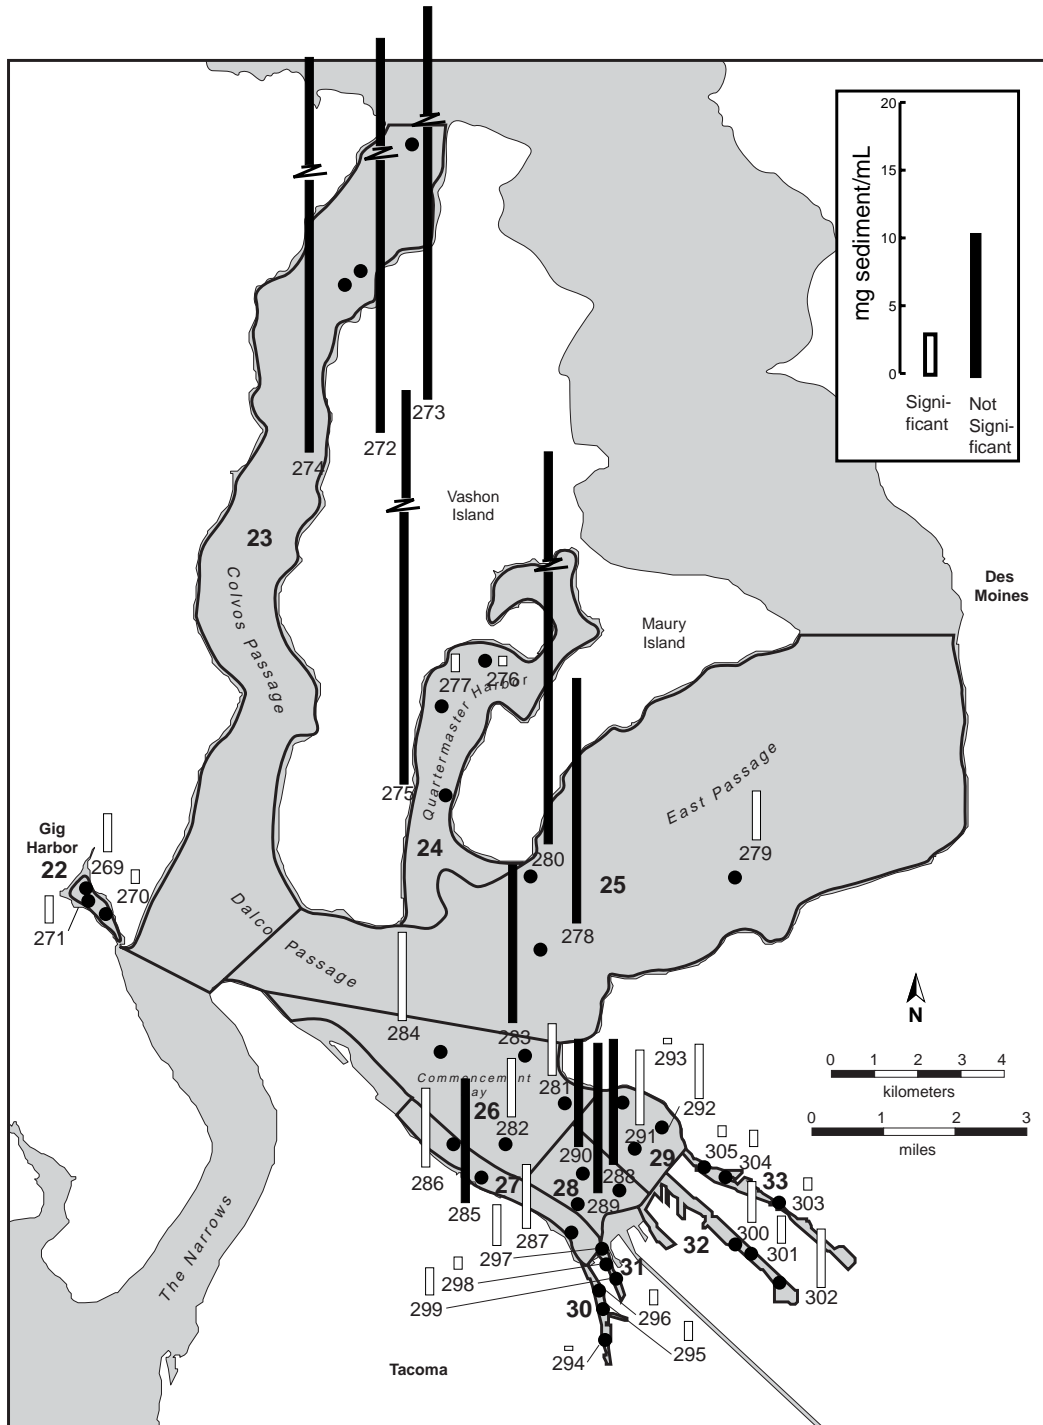 20
15
10
5
0
mg sediment/mL
Signi-
ficant
Not
Signi-
ficant
273
272
274
Vashon
Island
23
Colvos Passage
Des
Moines
Maury
Island
277
276
Quartermaster Harbor
275
East Passage
Gig
Harbor
22
269
270
271
24
280
279
25
278
Dalco Passage
284
283
N
281
293
0 1 2 3 4
kilometers
0 1 2 3
miles
Commencement
ay
26
282
292
291
290
29
305
304
286
27
28
288
33
303
285
289
287
300
297
32
301
298
31
302
299
30
296
295
294
The Narrows
Tacoma